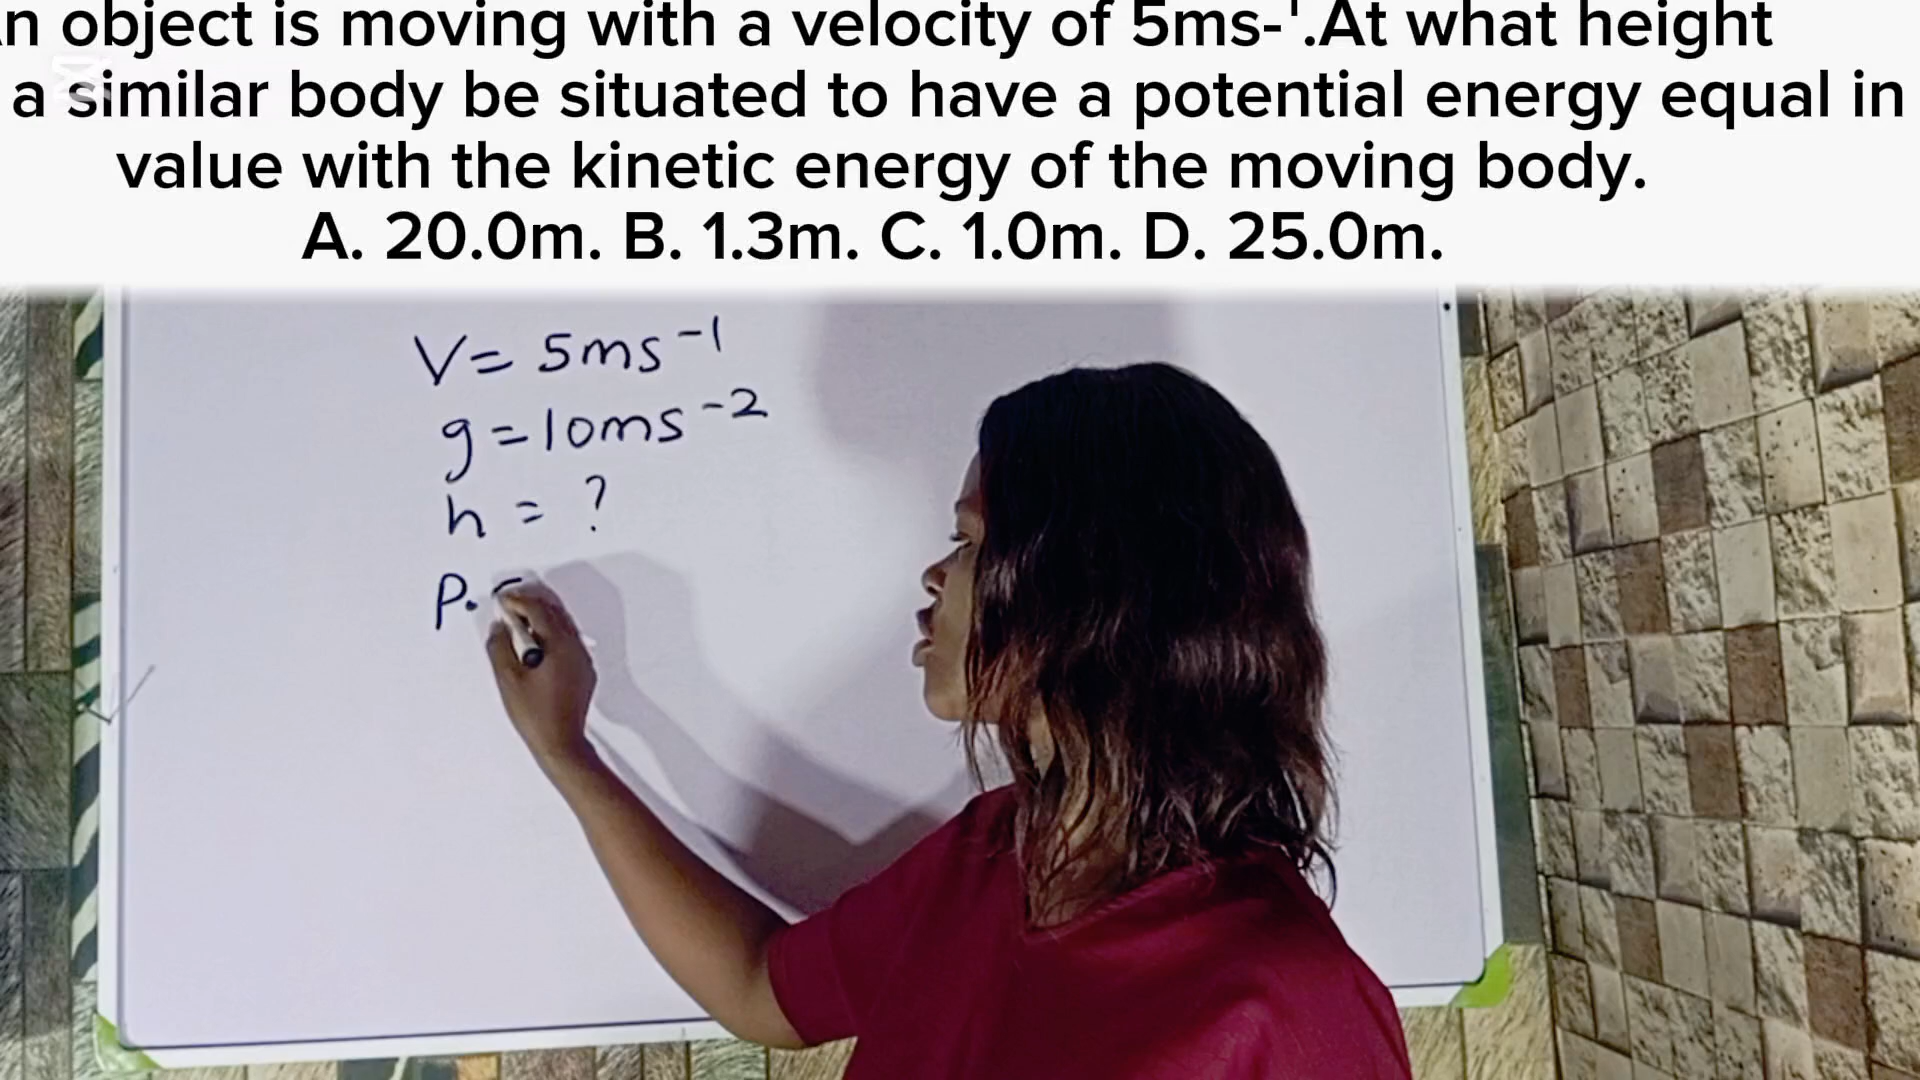 n object is moving with a velocity of 5ms-'.At what height
a similar body be situated to have a potential energy equal in
value with the kinetic energy of the moving body.
A. 20.0m. B. 1.3m. C. 1.0m. D. 25.0m.
V = 5ms⁻¹
g = 10ms⁻²
h = ?
P.